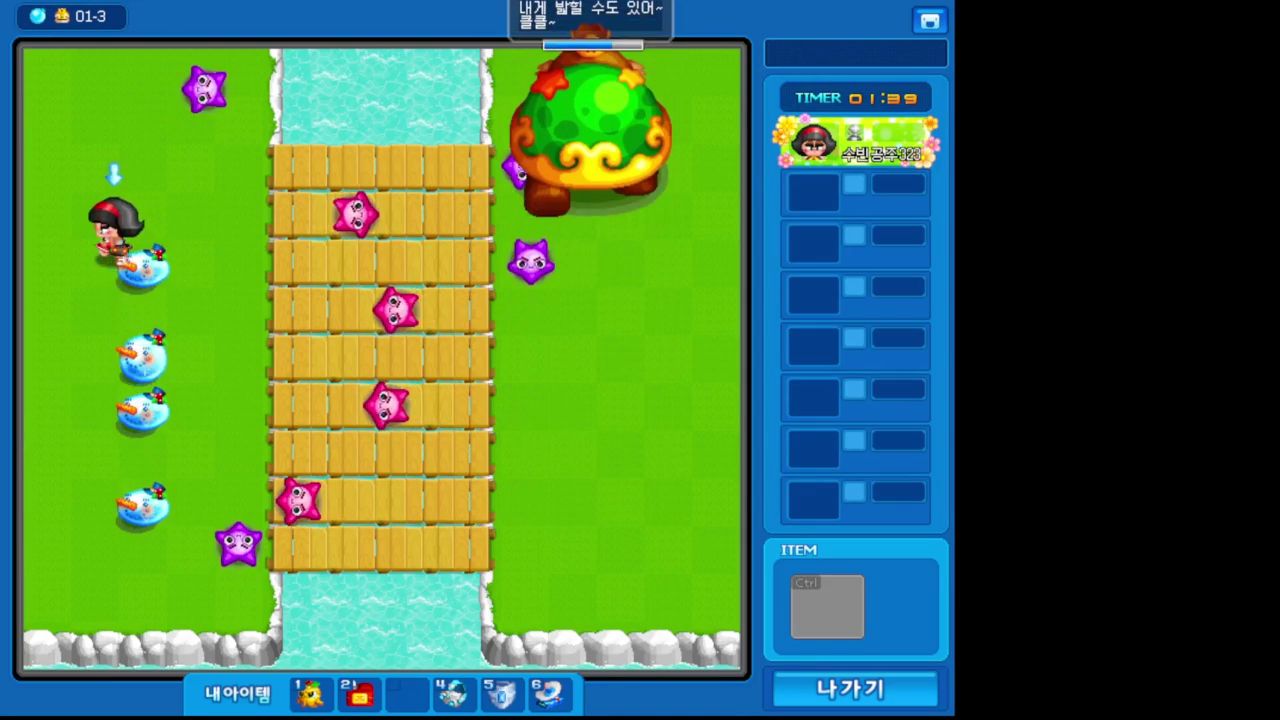 01-3
내게 밟힐 수도 있어~
클클~
TIMER 01:39
수빈공주323
ITEM
Ctrl
내아이템
1
2
4
5
6
나가기